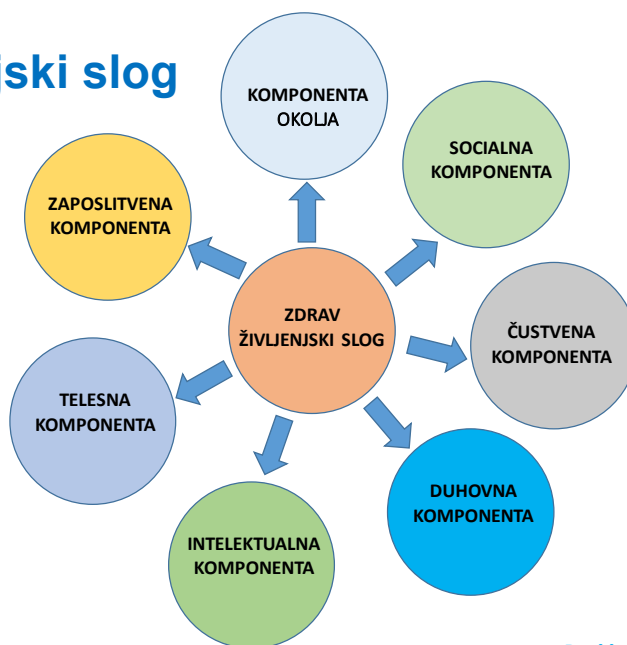 jski slog
KOMPONENTA
OKOLJA
SOCIALNA
KOMPONENTA
ZAPOSLITVENA
KOMPONENTA
ZDRAV
ŽIVLJENJSKI SLOG
ČUSTVENA
KOMPONENTA
TELESNA
KOMPONENTA
DUHOVNA
KOMPONENTA
INTELEKTUALNA
KOMPONENTA